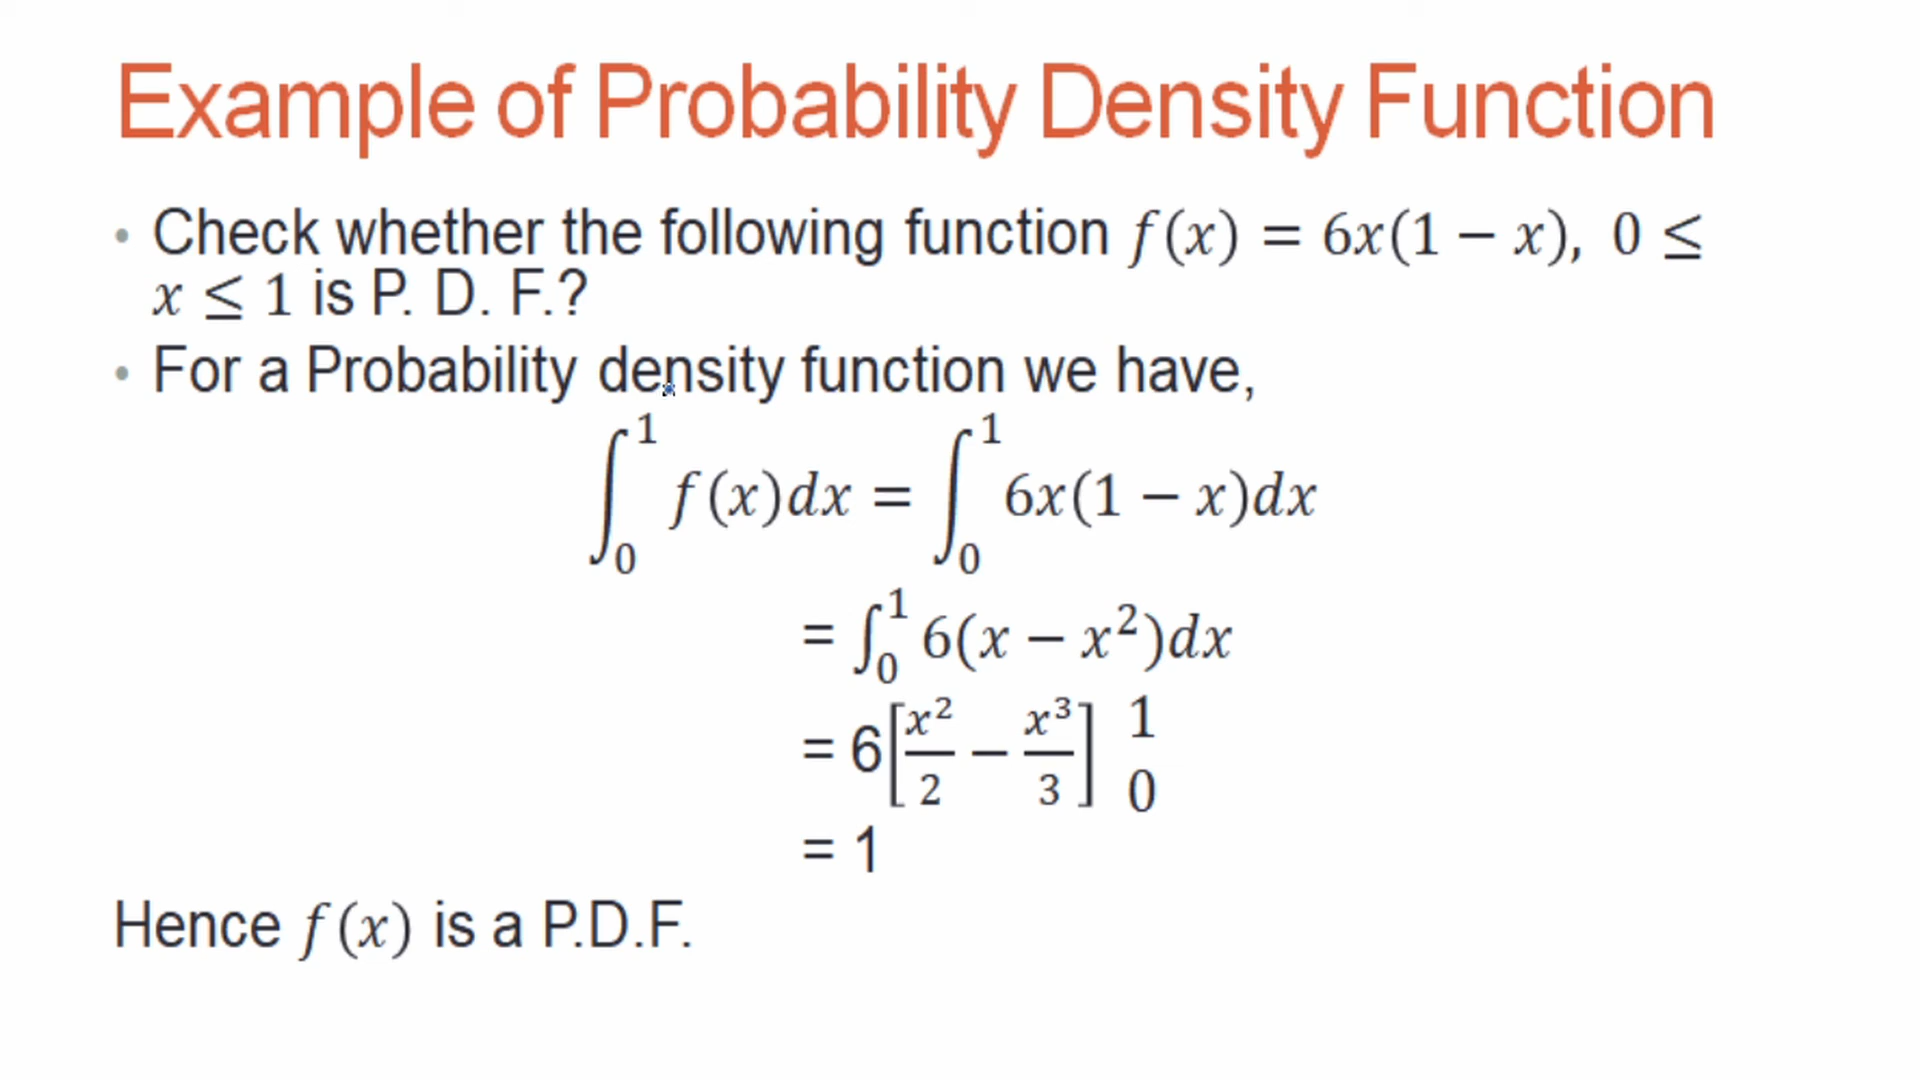 Example of Probability Density Function
• Check whether the following function f(x) = 6x(1 − x), 0 ≤
x ≤ 1 is P. D. F.?
• For a Probability density function we have,
∫₀¹ f(x)dx = ∫₀¹ 6x(1 − x)dx
= ∫₀¹ 6(x − x²)dx
= 6[x²/2 − x³/3] 1 0
= 1
Hence f(x) is a P.D.F.